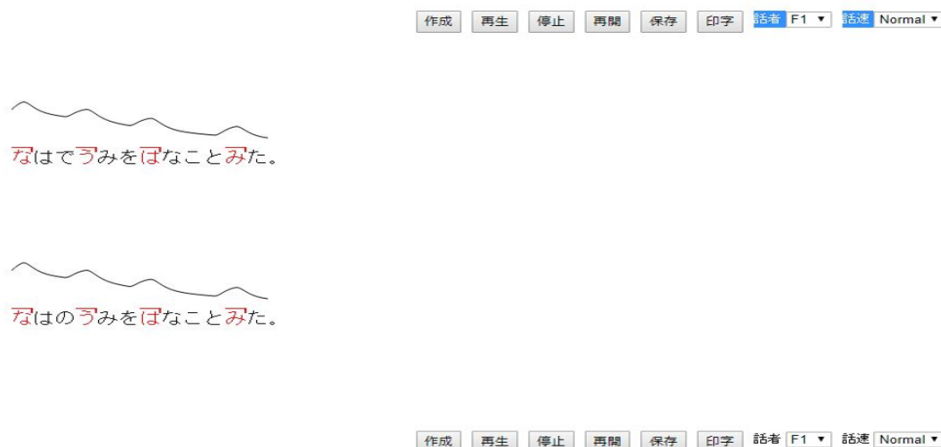 作成 再生 停止 再開 保存 印字 話者 F1 ▼ 話速 Normal ▼
なはでうみをはなことみた。
なはのうみをはなことみた。
作成 再生 停止 再開 保存 印字 話者 F1 ▼ 話速 Normal ▼